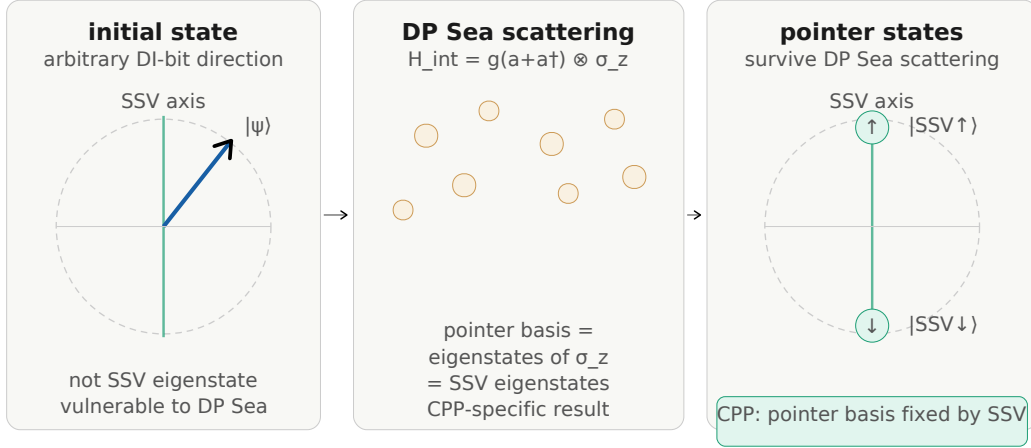 initial state
arbitrary DI-bit direction
SSV axis
|ψ⟩
not SSV eigenstate
vulnerable to DP Sea
DP Sea scattering
H_int = g(a+a†) ⊗ σ_z
pointer basis =
eigenstates of σ_z
= SSV eigenstates
CPP-specific result
pointer states
survive DP Sea scattering
SSV axis
↑
|SSV↑⟩
↓
|SSV↓⟩
CPP: pointer basis fixed by SSV